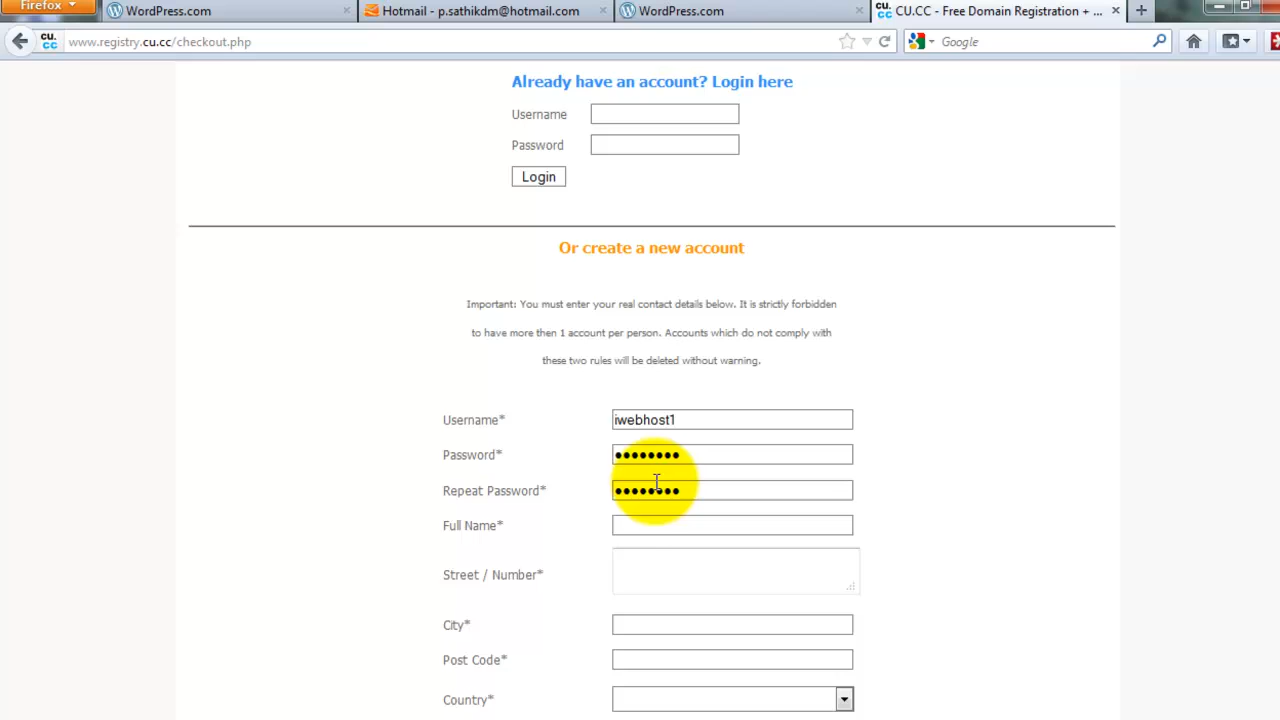 Firefox
WordPress.com
Hotmail - p.sathikdm@hotmail.com
WordPress.com
CU.CC - Free Domain Registration + ...
cu.cc
www.registry.cu.cc/checkout.php
Google
Already have an account? Login here
Username
Password
Login
Or create a new account
Important: You must enter your real contact details below. It is strictly forbidden
to have more then 1 account per person. Accounts which do not comply with
these two rules will be deleted without warning.
Username* iwebhost1
Password*
Repeat Password*
Full Name*
Street / Number*
City*
Post Code*
Country*